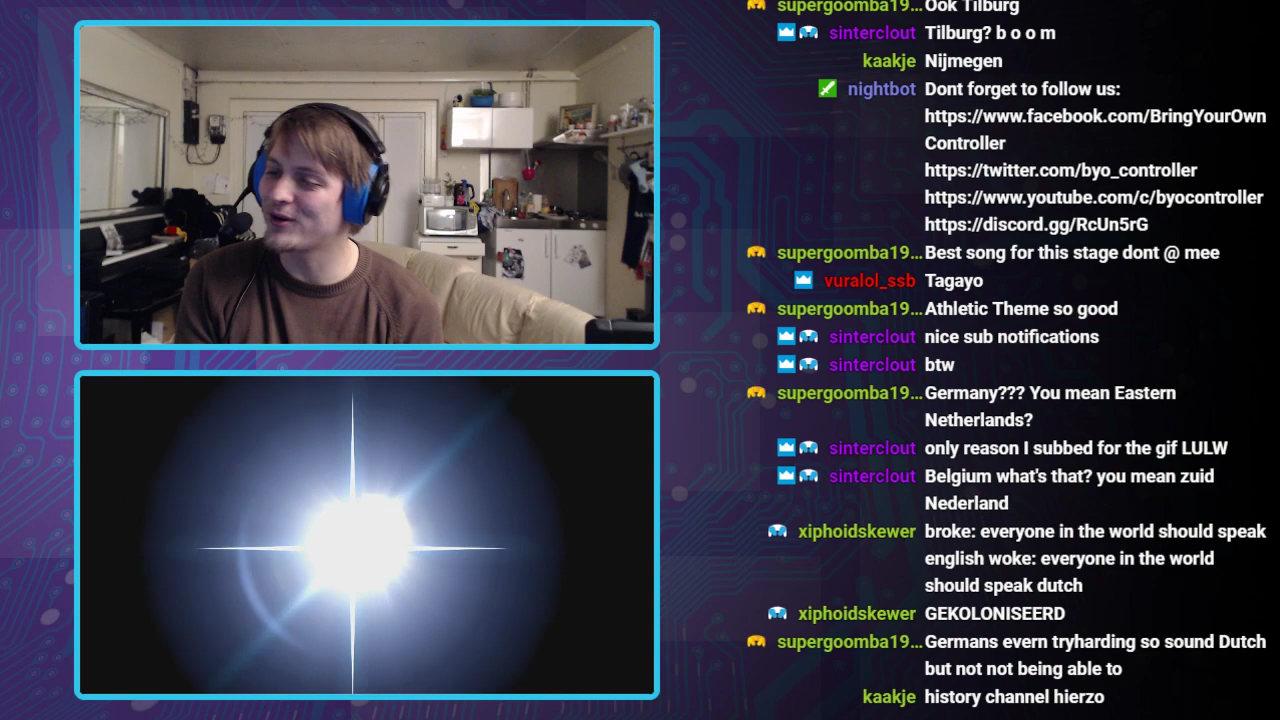 supergoomba19... Ook Tilburg
sinterclout Tilburg? b o o m
kaakje Nijmegen
nightbot Dont forget to follow us:
https://www.facebook.com/BringYourOwn
Controller
https://twitter.com/byo_controller
https://www.youtube.com/c/byocontroller
https://discord.gg/RcUn5rG
supergoomba19... Best song for this stage dont @ mee
vuralol_ssb Tagayo
supergoomba19... Athletic Theme so good
sinterclout nice sub notifications
sinterclout btw
supergoomba19... Germany??? You mean Eastern
Netherlands?
sinterclout only reason I subbed for the gif LULW
sinterclout Belgium what's that? you mean zuid
Nederland
xiphoidskewer broke: everyone in the world should speak
english woke: everyone in the world
should speak dutch
xiphoidskewer GEKOLONISEERD
supergoomba19... Germans evern tryharding so sound Dutch
but not not being able to
kaakje history channel hierzo